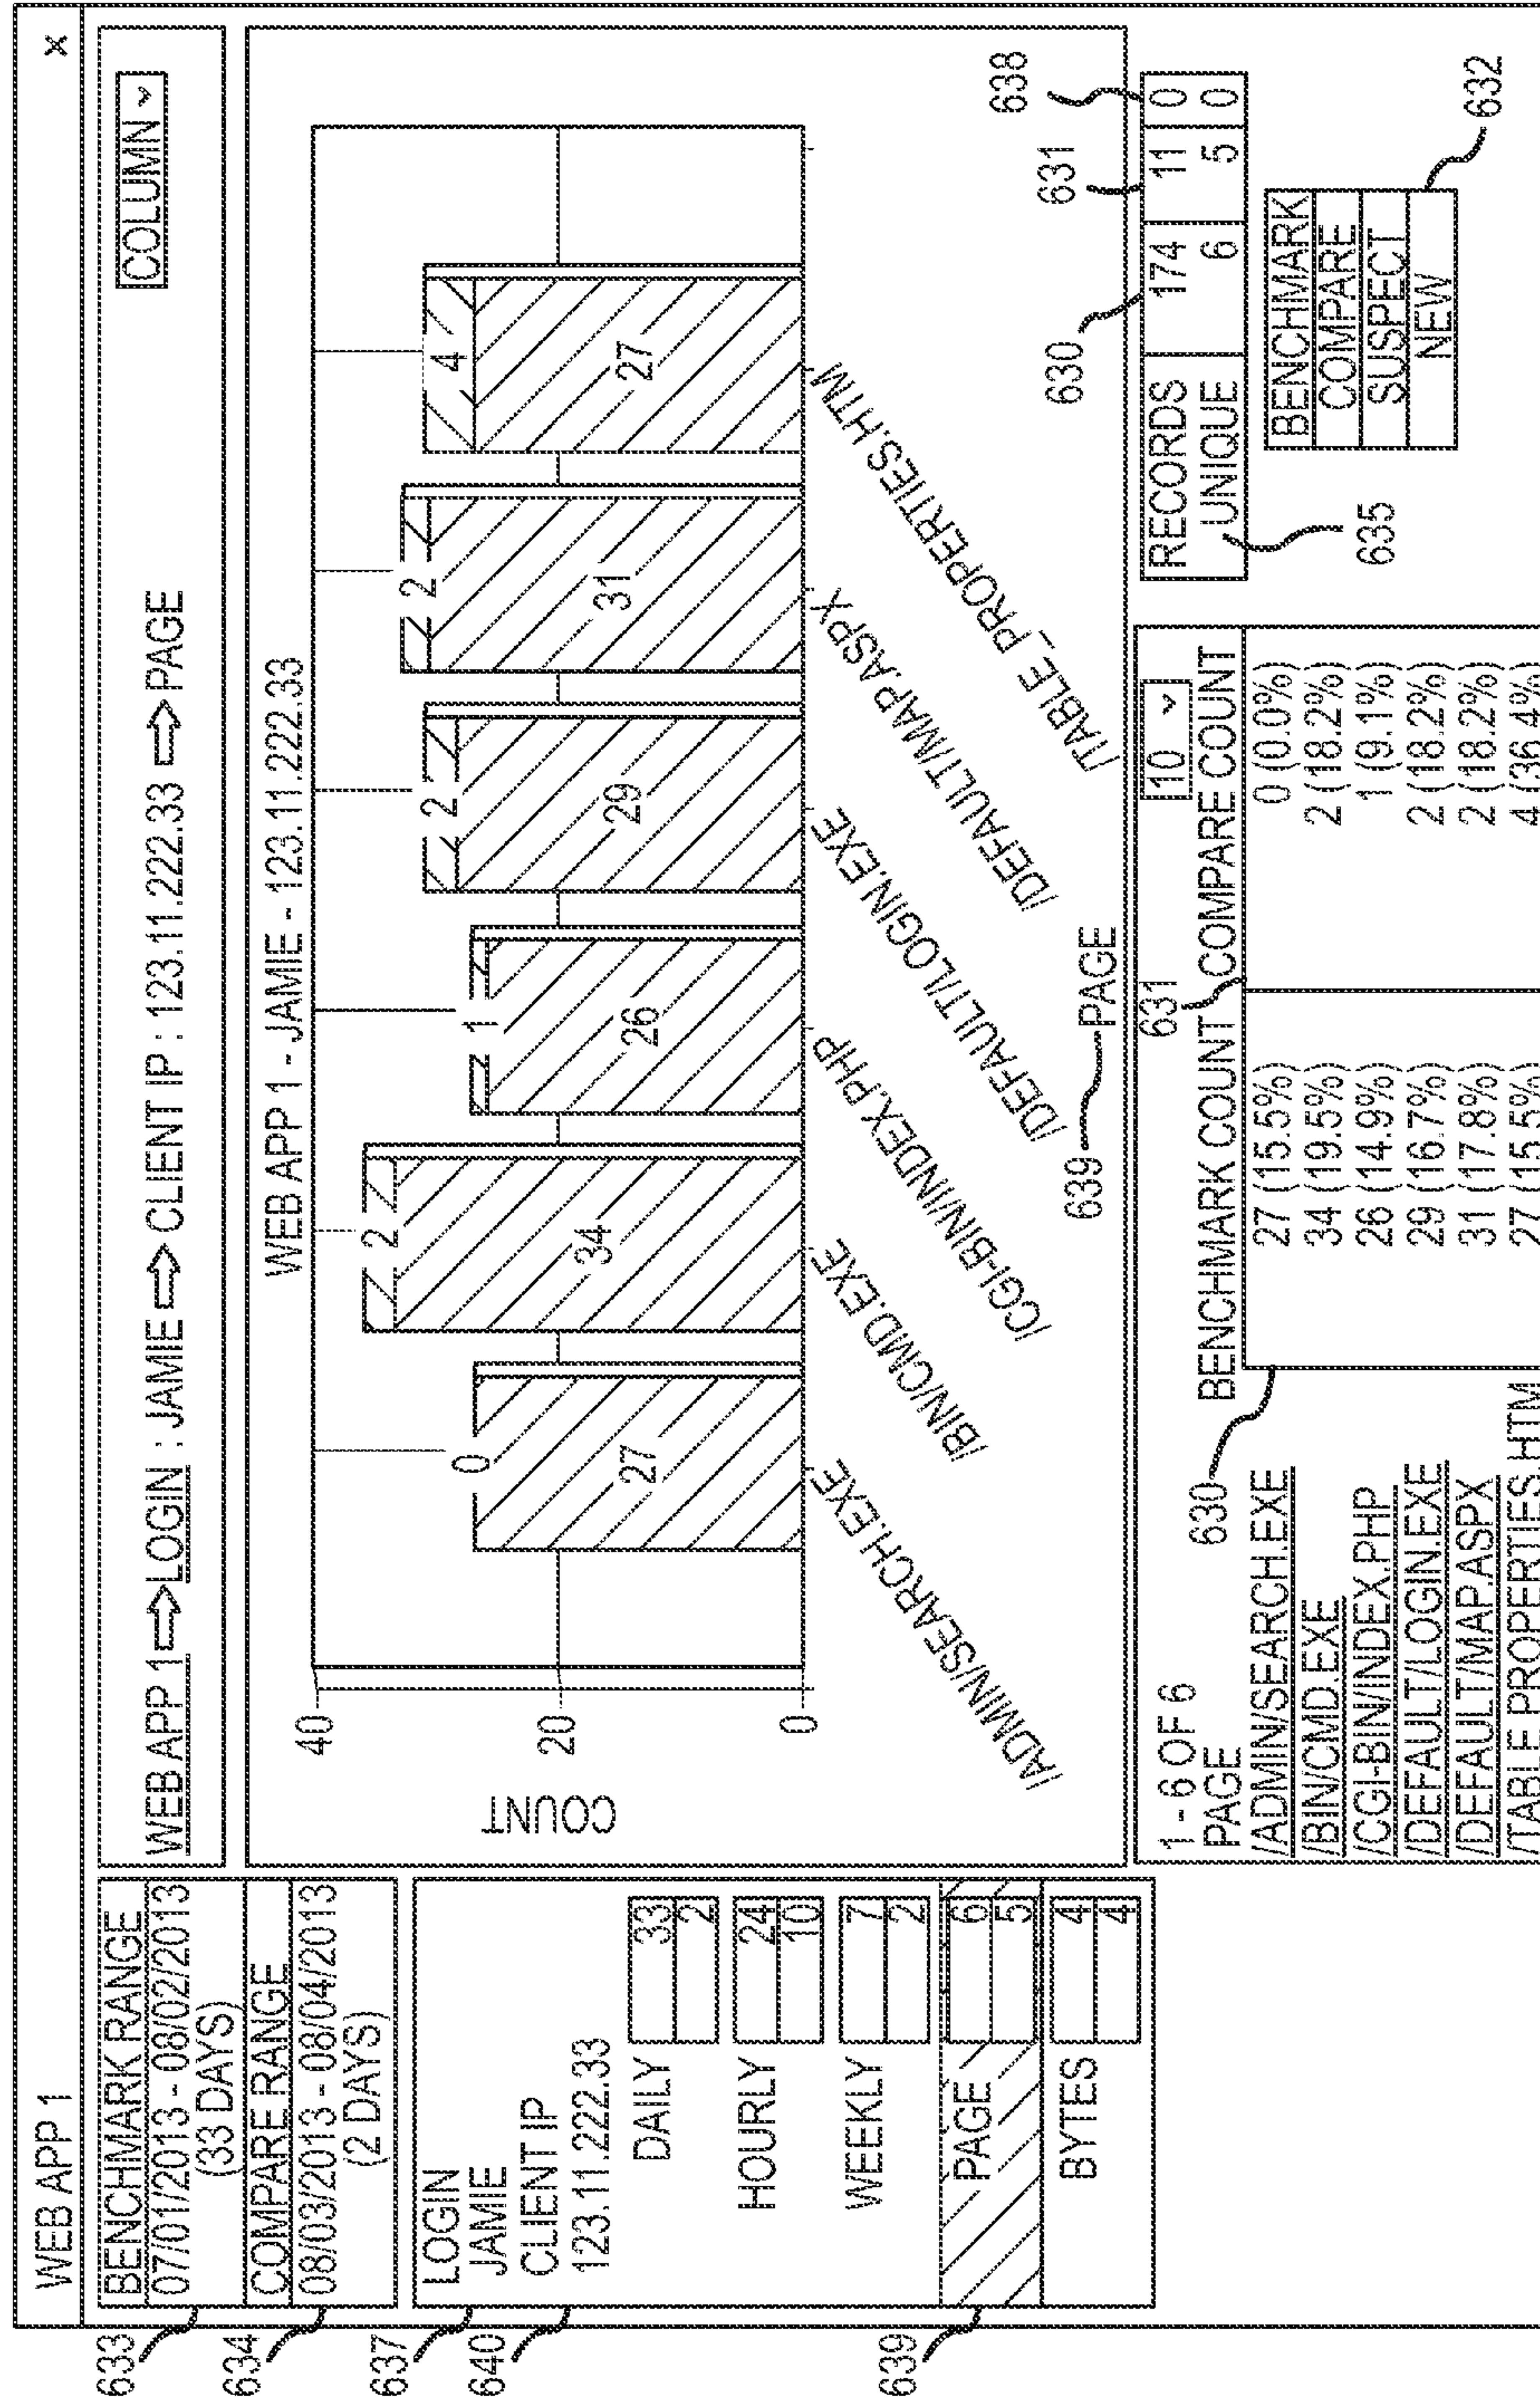 WEB APP 1
x
633
BENCHMARK RANGE
07/01/2013 - 08/02/2013
(33 DAYS)
634
COMPARE RANGE
08/03/2013 - 08/04/2013
(2 DAYS)
637
LOGIN
JAMIE
640
CLIENT IP
123.11.222.33
DAILY 33
2
HOURLY 24
10
WEEKLY 7
2
639
PAGE 6
5
BYTES 4
4
WEB APP 1⇨LOGIN : JAMIE⇨CLIENT IP : 123.11.222.33⇨PAGE
COLUMN
WEB APP 1 - JAMIE - 123.11.222.33
COUNT
40
20
0
0 2 1 2 2 4
27 34 26 29 31 27
/ADMIN/SEARCH.EXE
/BIN/CMD.EXE
/CGI-BIN/INDEX.PHP
/DEFAULT/LOGIN.EXE
/DEFAULT/MAP.ASPX
/TABLE_PROPERTIES.HTM
639 PAGE
1 - 6 OF 6
10
630
631
PAGE BENCHMARK COUNT COMPARE COUNT
/ADMIN/SEARCH.EXE 27 (15.5%) 0 (0.0%)
/BIN/CMD.EXE 34 (19.5%) 2 (18.2%)
/CGI-BIN/INDEX.PHP 26 (14.9%) 1 (9.1%)
/DEFAULT/LOGIN.EXE 29 (16.7%) 2 (18.2%)
/DEFAULT/MAP.ASPX 31 (17.8%) 2 (18.2%)
/TABLE PROPERTIES.HTM 27 (15.5%) 4 (36.4%)
630
631
638
RECORDS 174 11 0
UNIQUE 6 5 0
635
BENCHMARK
COMPARE
SUSPECT
NEW
632